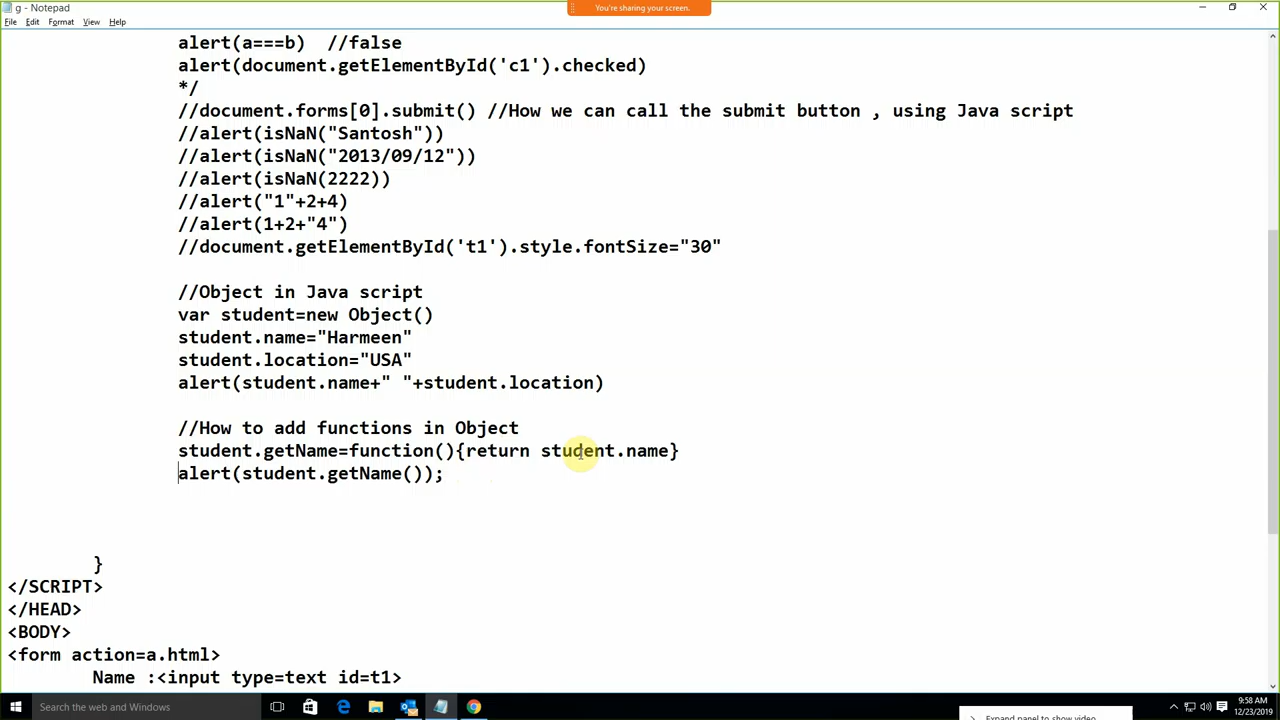 g - Notepad
You're sharing your screen.
File Edit Format View Help
alert(a===b)  //false
alert(document.getElementById('c1').checked)
*/
//document.forms[0].submit() //How we can call the submit button , using Java script
//alert(isNaN("Santosh"))
//alert(isNaN("2013/09/12"))
//alert(isNaN(2222))
//alert("1"+2+4)
//alert(1+2+"4")
//document.getElementById('t1').style.fontSize="30"
//Object in Java script
var student=new Object()
student.name="Harmeen"
student.location="USA"
alert(student.name+" "+student.location)
//How to add functions in Object
student.getName=function(){return student.name}
alert(student.getName());
}
</SCRIPT>
</HEAD>
<BODY>
<form action=a.html>
Name :<input type=text id=t1>
Search the web and Windows
9:58 AM
12/23/2019
Expand panel to show video